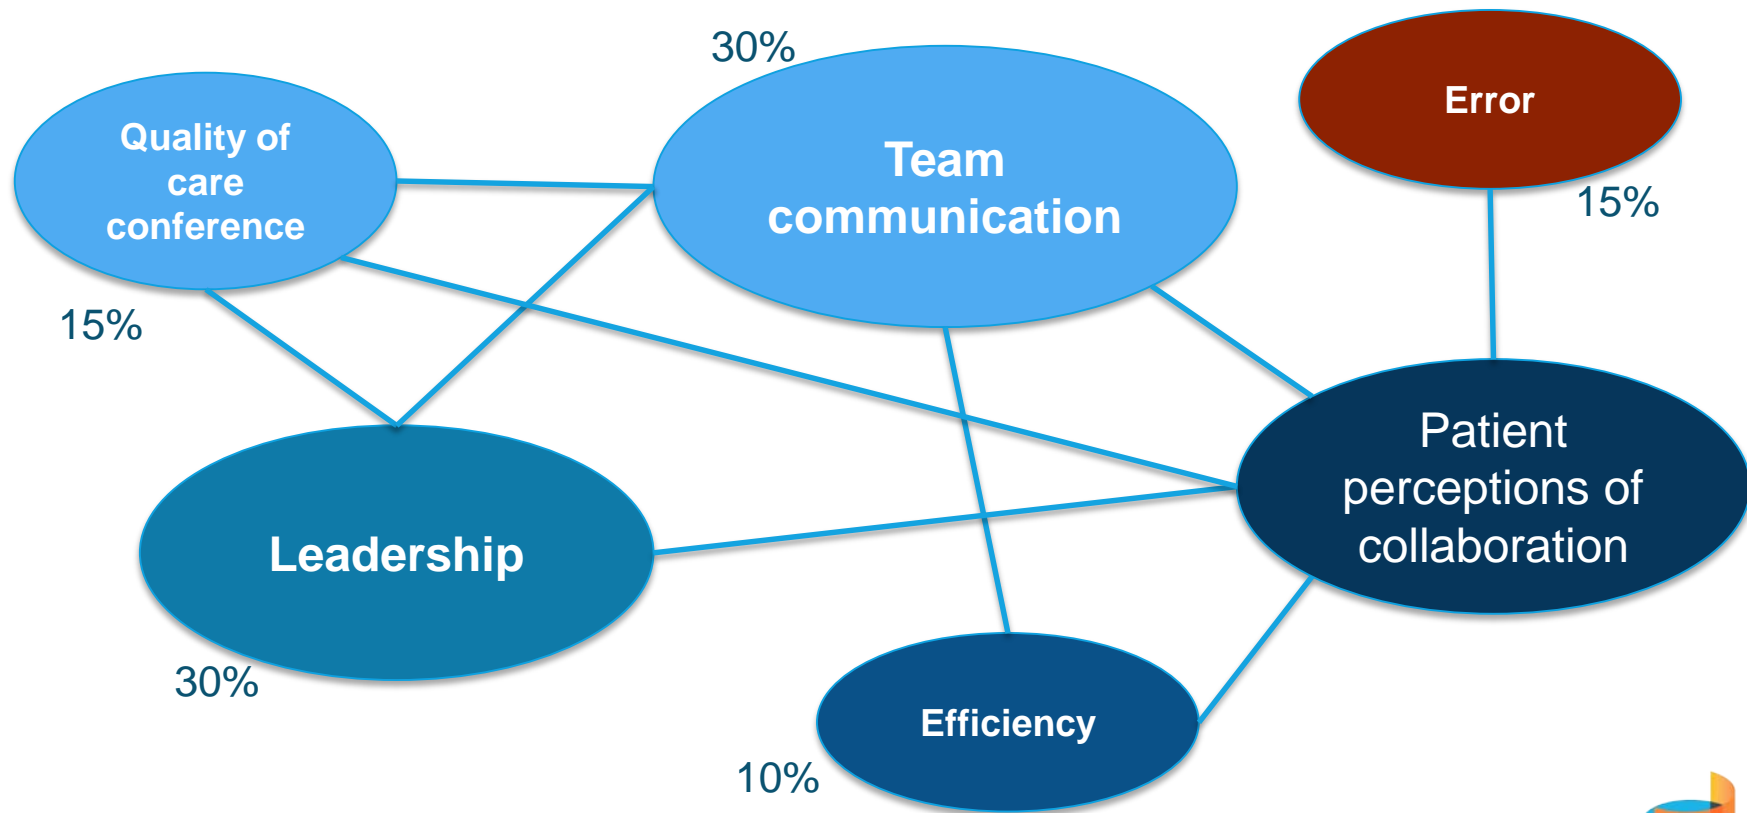 30%
Quality of
care
conference
15%
Team
communication
Error
15%
Patient
perceptions of
collaboration
Leadership
30%
Efficiency
10%